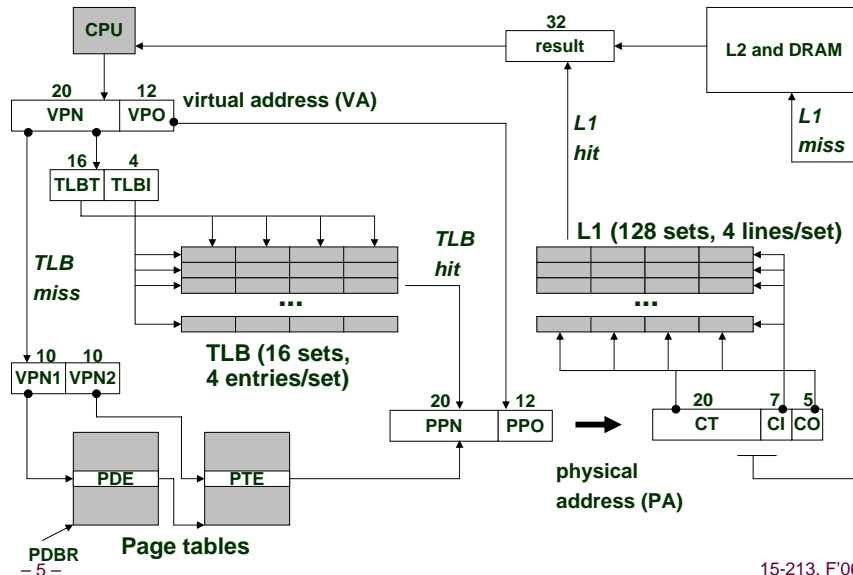 CPU
32
result
L2 and DRAM
20
12
VPN
VPO
virtual address (VA)
16
4
TLBT
TLBI
L1
hit
L1
miss
TLB
miss
TLB
hit
L1 (128 sets, 4 lines/set)
...
...
TLB (16 sets,
4 entries/set)
10
10
VPN1
VPN2
20
12
PPN
PPO
20
7
5
CT
CI
CO
PDE
PTE
physical
address (PA)
PDBR
Page tables
– 5 –
15-213, F'06